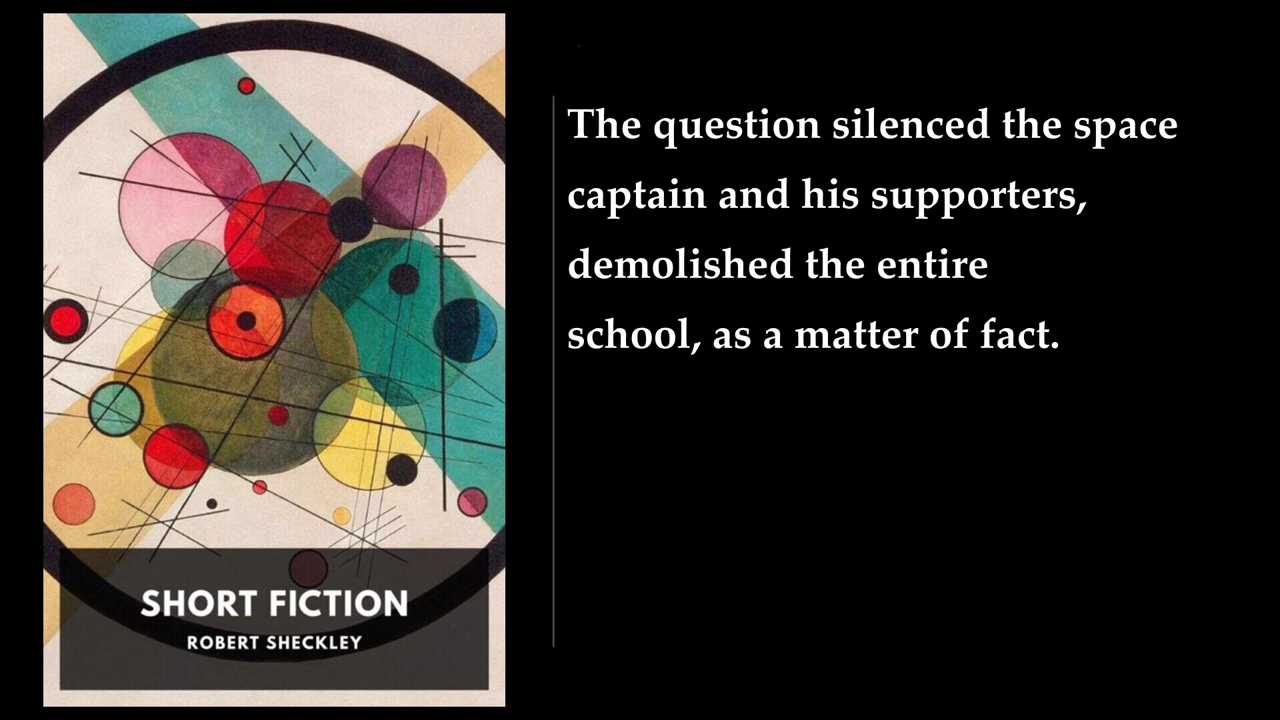 SHORT FICTION
ROBERT SHECKLEY
The question silenced the space
captain and his supporters,
demolished the entire
school, as a matter of fact.